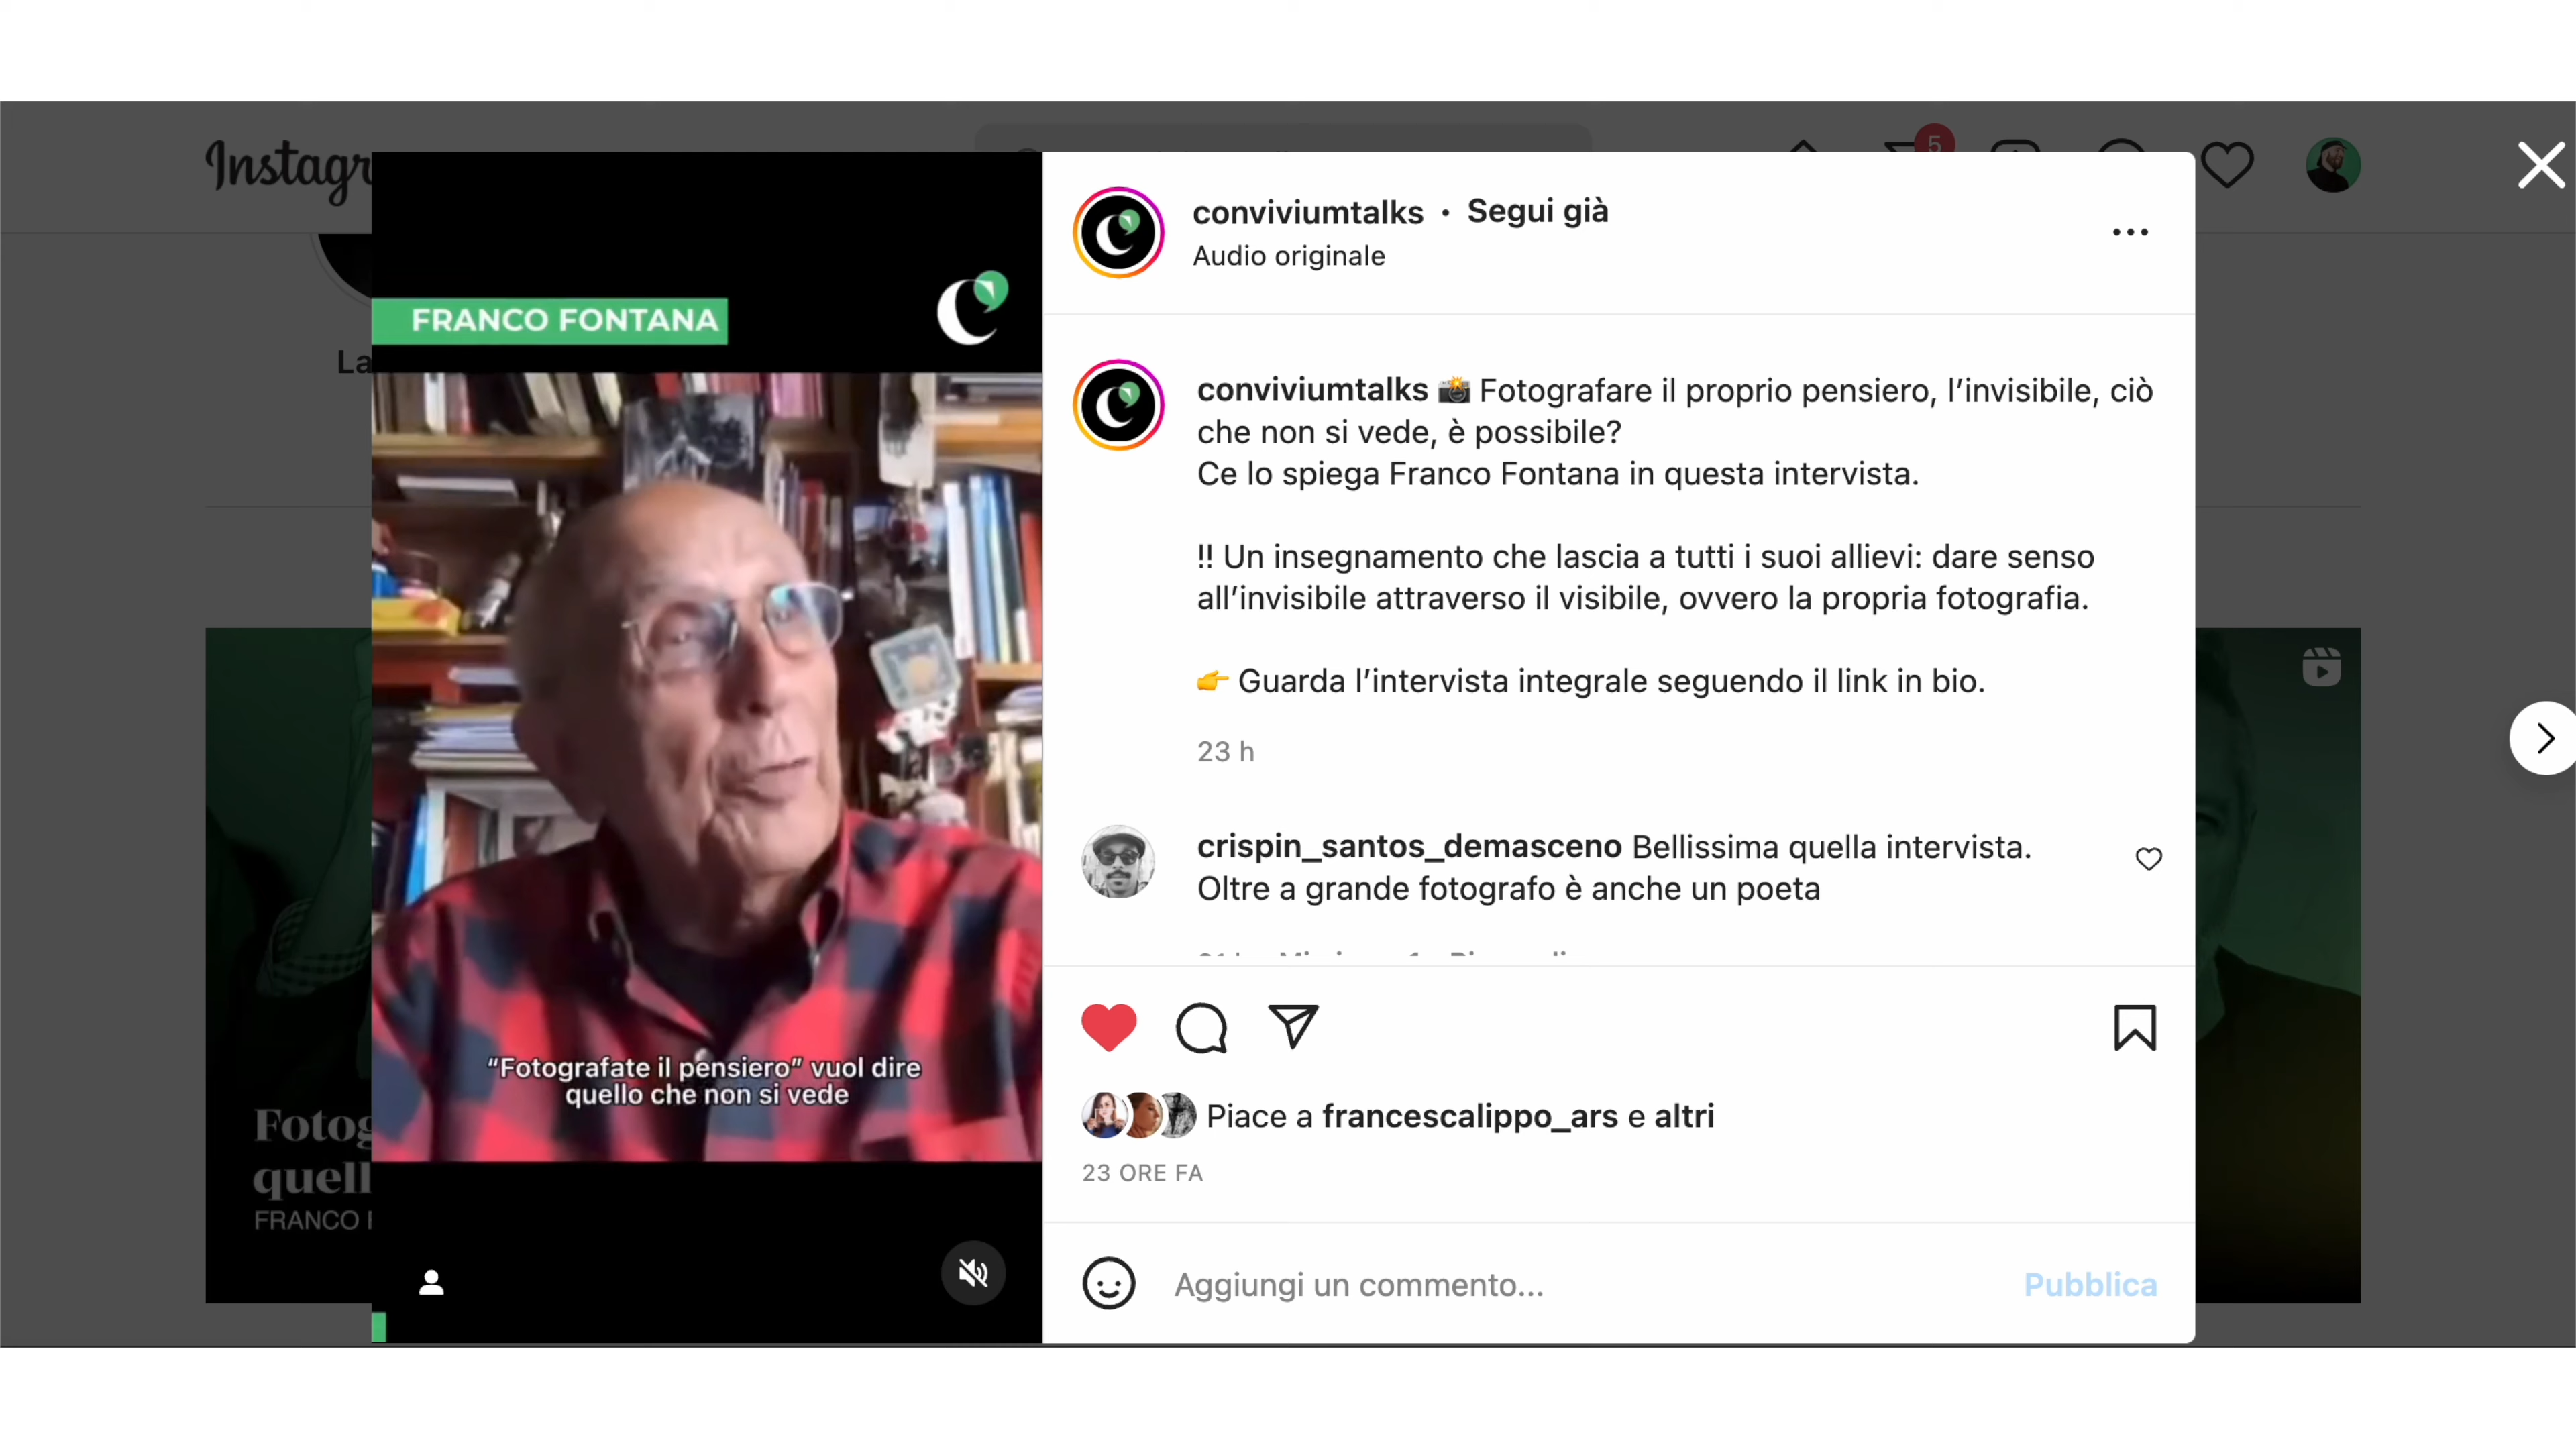 Instagr
5
conviviumtalks • Segui già
Audio originale
FRANCO FONTANA
La
conviviumtalks 📸 Fotografare il proprio pensiero, l’invisibile, ciò
che non si vede, è possibile?
Ce lo spiega Franco Fontana in questa intervista.
!! Un insegnamento che lascia a tutti i suoi allievi: dare senso
all’invisibile attraverso il visibile, ovvero la propria fotografia.
👉 Guarda l’intervista integrale seguendo il link in bio.
23 h
crispin_santos_demasceno Bellissima quella intervista.
Oltre a grande fotografo è anche un poeta
“Fotografate il pensiero” vuol dire
quello che non si vede
Piace a francescalippo_ars e altri
23 ORE FA
Fotog
quell
FRANCO
Aggiungi un commento...
Pubblica